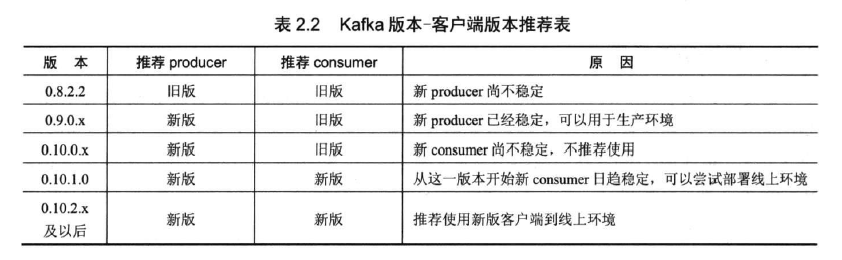 表 2.2 Kafka 版本-客户端版本推荐表
版 本 推荐 producer 推荐 consumer 原 因
0.8.2.2 旧版 旧版 新 producer 尚不稳定
0.9.0.x 新版 旧版 新 producer 已经稳定，可以用于生产环境
0.10.0.x 新版 旧版 新 consumer 尚不稳定，不推荐使用
0.10.1.0 新版 新版 从这一版本开始新 consumer 日趋稳定，可以尝试部署线上环境
0.10.2.x
及以后 新版 新版 推荐使用新版客户端到线上环境